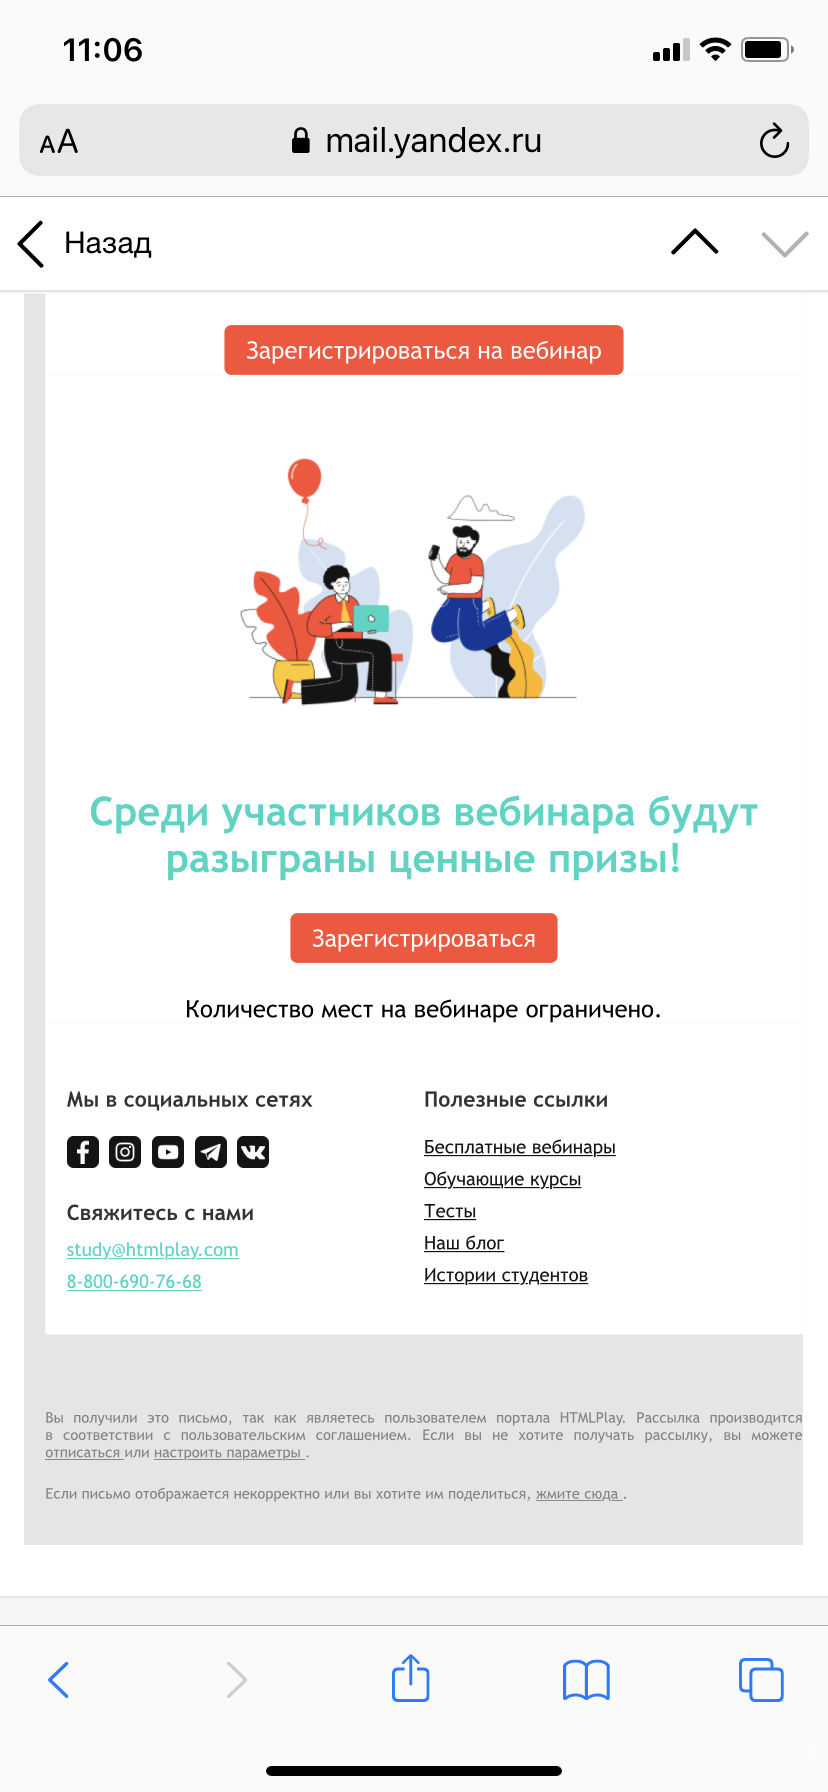 11:06
AA
mail.yandex.ru
Назад
Зарегистрироваться на вебинар
Среди участников вебинара будут
разыграны ценные призы!
Зарегистрироваться
Количество мест на вебинаре ограничено.
Мы в социальных сетях
Свяжитесь с нами
study@htmlplay.com
8-800-690-76-68
Полезные ссылки
Бесплатные вебинары
Обучающие курсы
Тесты
Наш блог
Истории студентов
Вы получили это письмо, так как являетесь пользователем портала HTMLPlay. Рассылка производится
в соответствии с пользовательским соглашением. Если вы не хотите получать рассылку, вы можете
отписаться или настроить параметры .
Если письмо отображается некорректно или вы хотите им поделиться, жмите сюда .